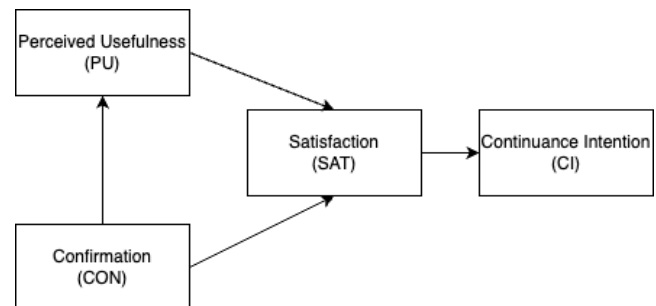 Perceived Usefulness
(PU)
Satisfaction
(SAT)
Continuance Intention
(CI)
Confirmation
(CON)